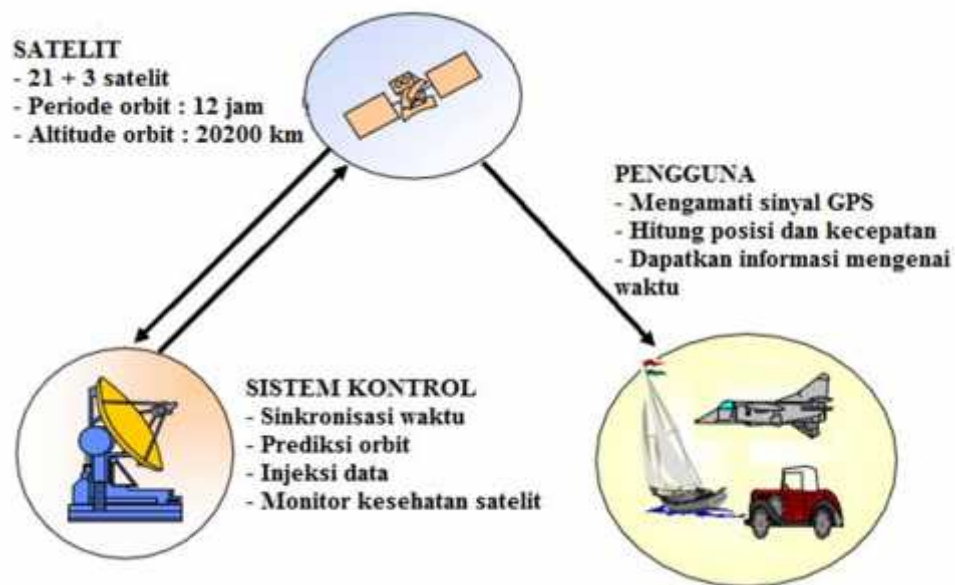 SATELIT
- 21 + 3 satelit
- Periode orbit : 12 jam
- Altitude orbit : 20200 km
PENGGUNA
- Mengamati sinyal GPS
- Hitung posisi dan kecepatan
- Dapatkan informasi mengenai
waktu
SISTEM KONTROL
- Sinkronisasi waktu
- Prediksi orbit
- Injeksi data
- Monitor kesehatan satelit